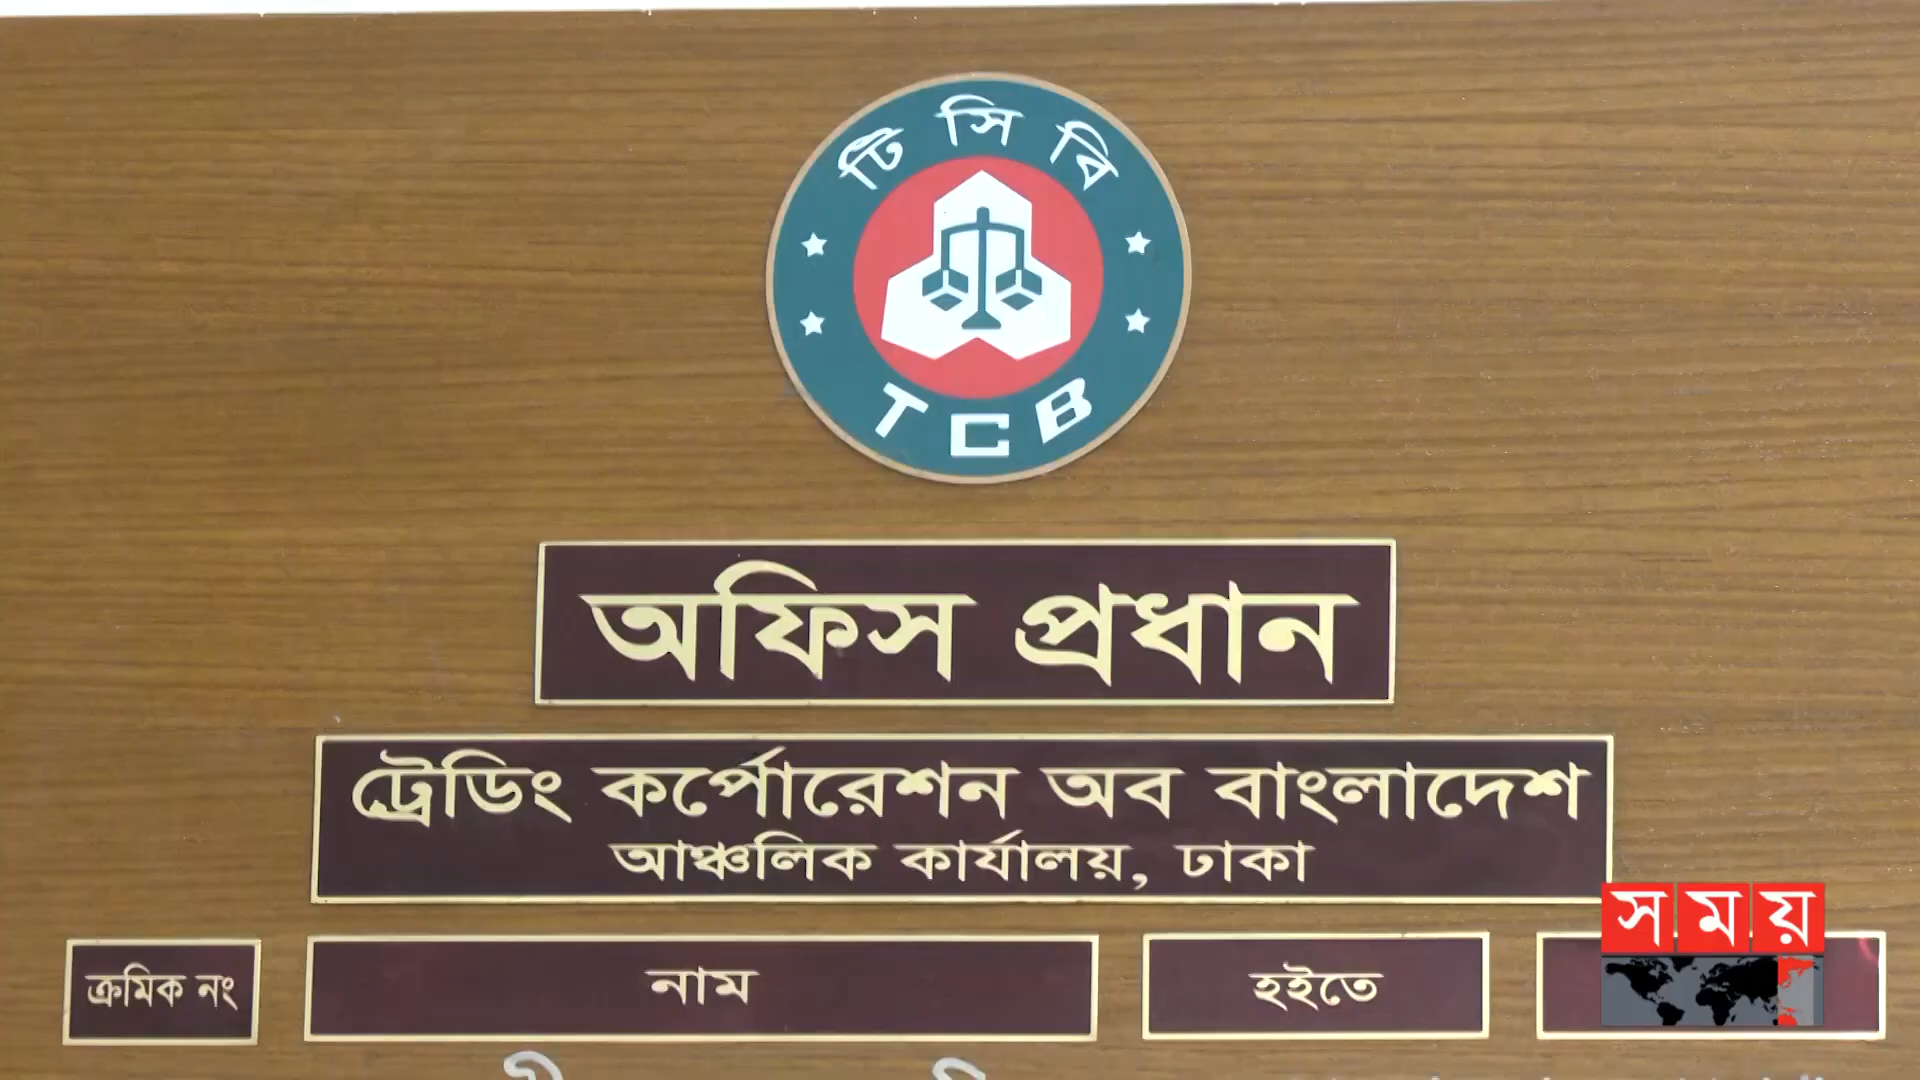 টি সি বি
TCB
অফিস প্রধান
ট্রেডিং কর্পোরেশন অব বাংলাদেশ
আঞ্চলিক কার্যালয়, ঢাকা
ক্রমিক নং নাম হইতে
সময়